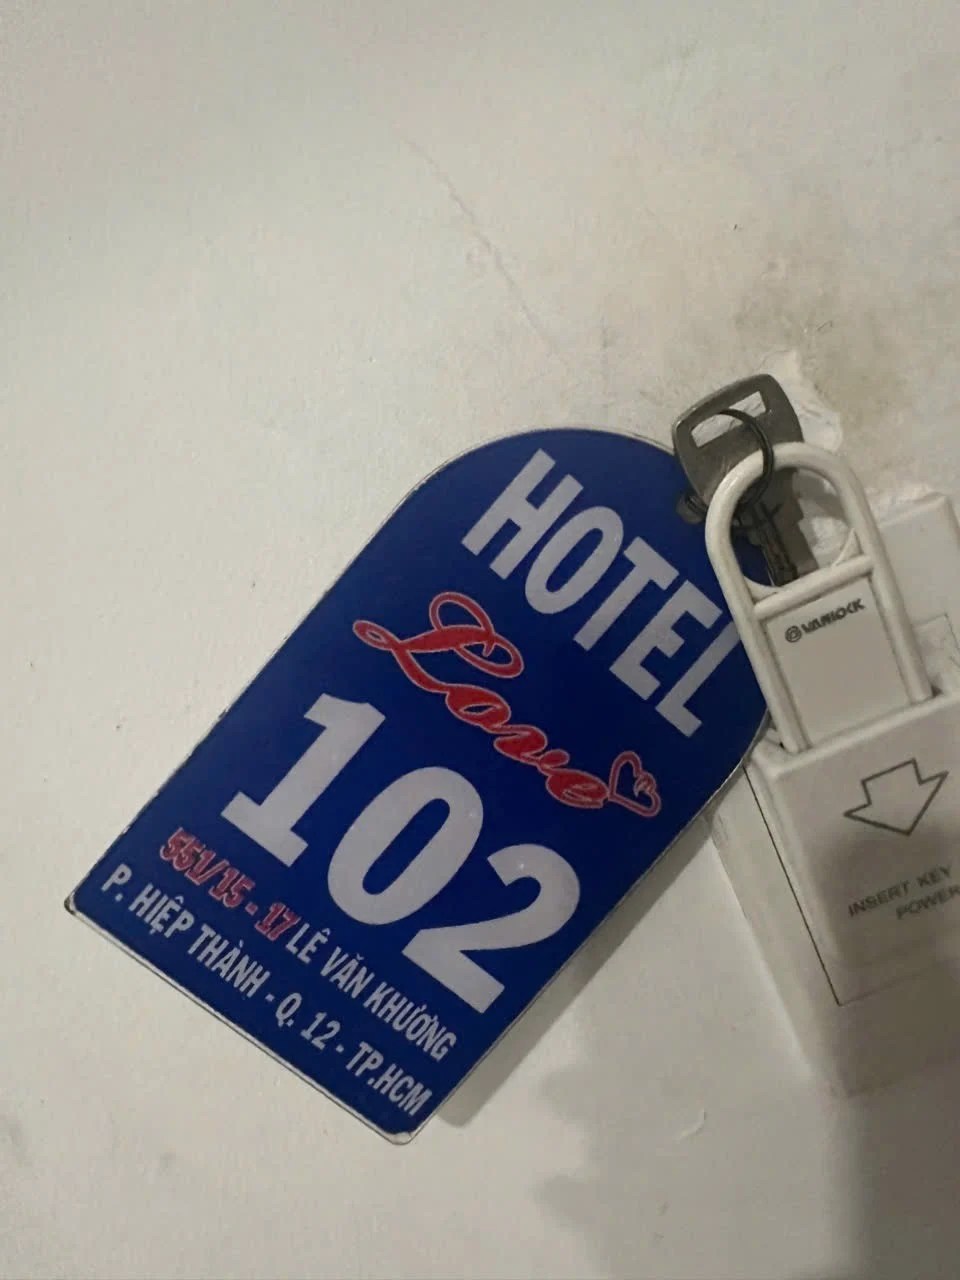 HOTEL
Love
102
551/15 - 17 LÊ VĂN KHƯƠNG
P. HIỆP THÀNH - Q. 12 - TP.HCM
VANLOCK
INSERT KEY
POWER